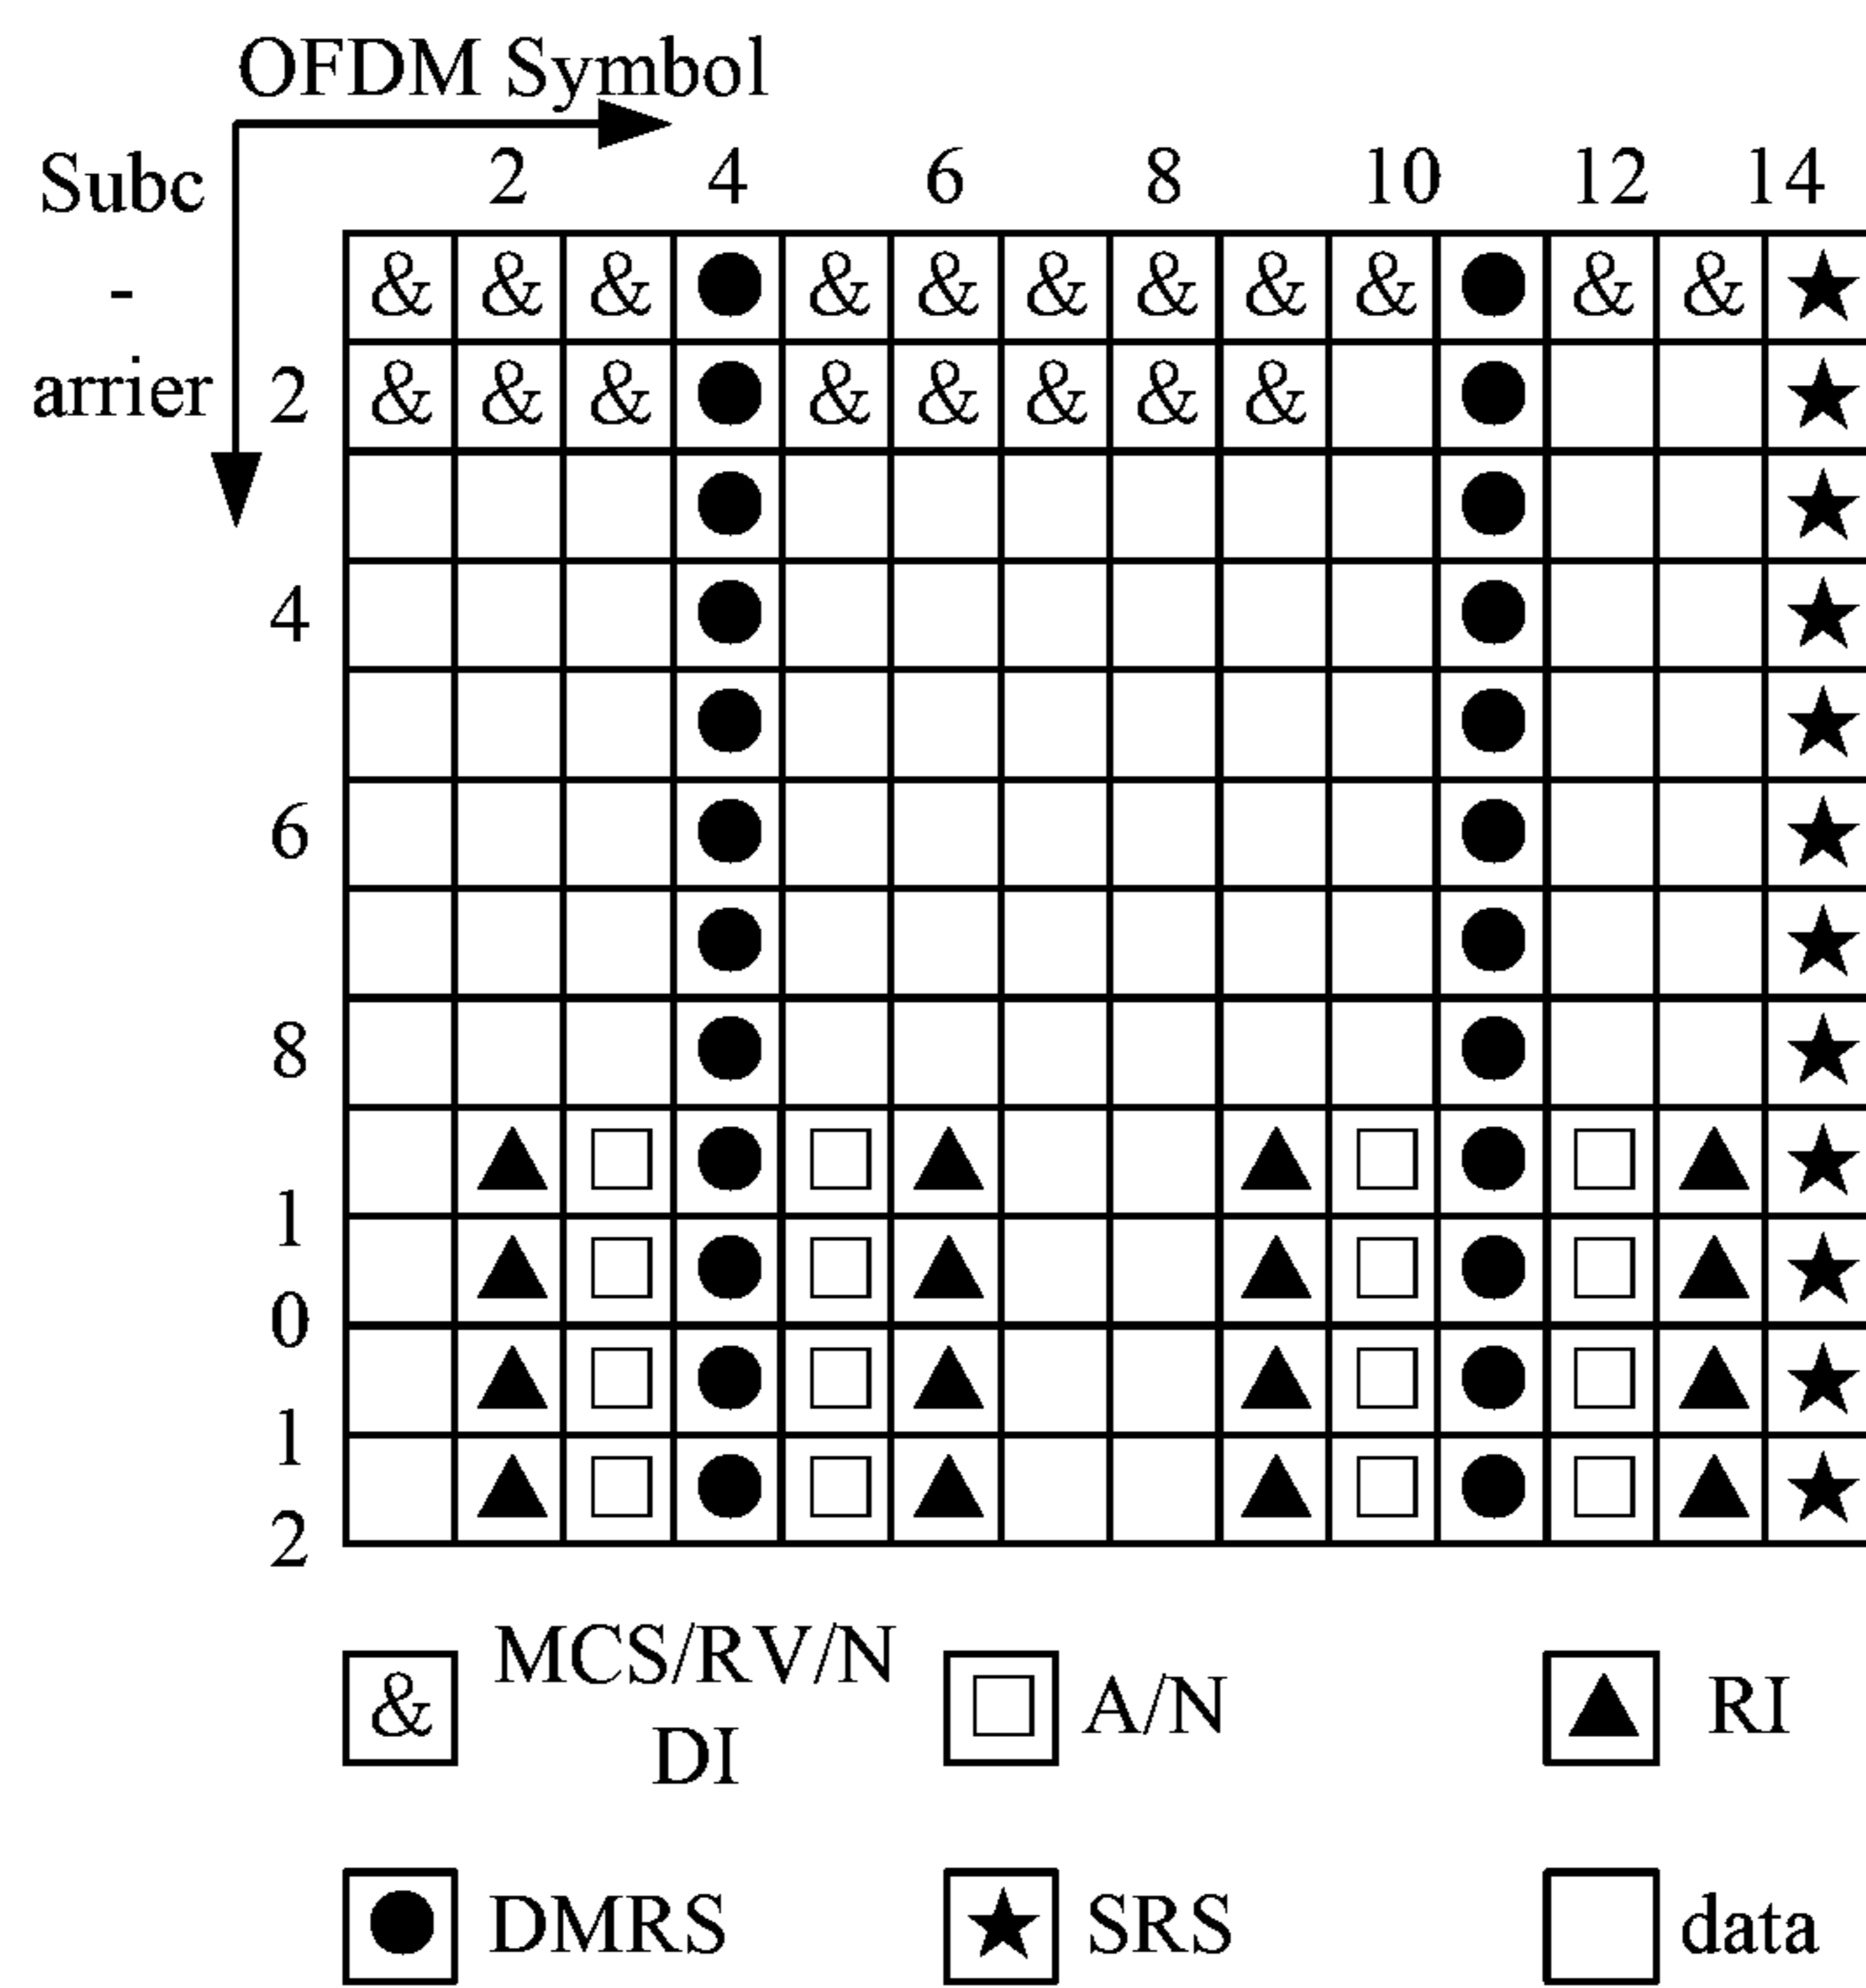 OFDM Symbol
Subc
-
arrier
2 4 6 8 10 12 14
& & & & & & & & & & &
2 & & & & & & & &
4
6
8
1
0
1
2
& MCS/RV/N
DI
A/N
RI
DMRS
SRS
data